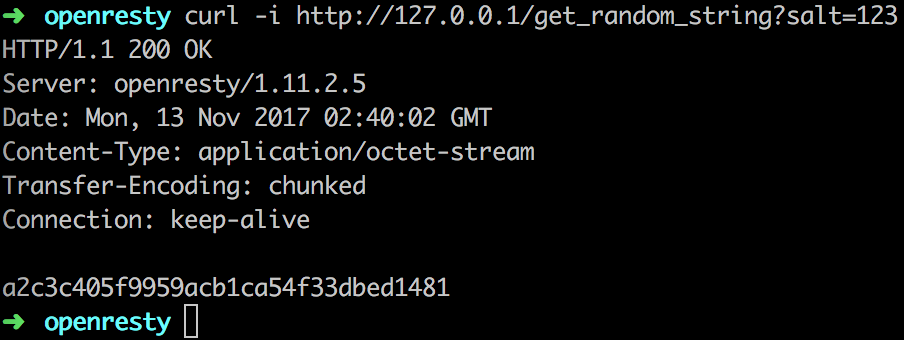 ➜ openresty curl -i http://127.0.0.1/get_random_string?salt=123
HTTP/1.1 200 OK
Server: openresty/1.11.2.5
Date: Mon, 13 Nov 2017 02:40:02 GMT
Content-Type: application/octet-stream
Transfer-Encoding: chunked
Connection: keep-alive
a2c3c405f9959acb1ca54f33dbed1481
➜ openresty